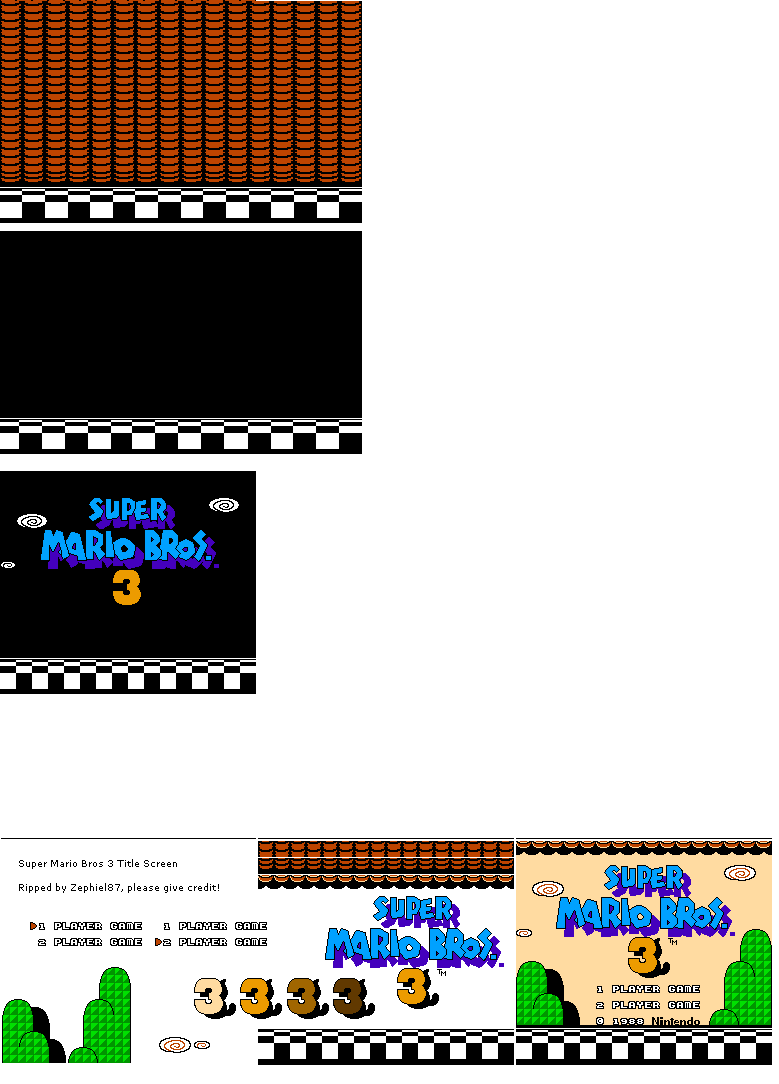 SUPER
MARIO BROS.
3
Super Mario Bros 3 Title Screen
Ripped by Zephiel87, please give credit!
1 PLAYER GAME 1 PLAYER GAME
2 PLAYER GAME 2 PLAYER GAME
3 3 3 3
SUPER
MARIO BROS.
3 TM
SUPER
MARIO BROS.
3 TM
1 PLAYER GAME
2 PLAYER GAME
© 1988 Nintendo